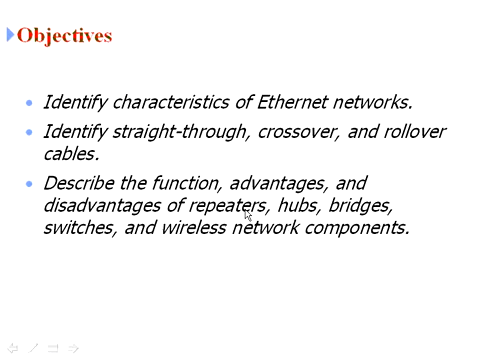 Objectives
Identify characteristics of Ethernet networks.
Identify straight-through, crossover, and rollover
cables.
Describe the function, advantages, and
disadvantages of repeaters, hubs, bridges,
switches, and wireless network components.